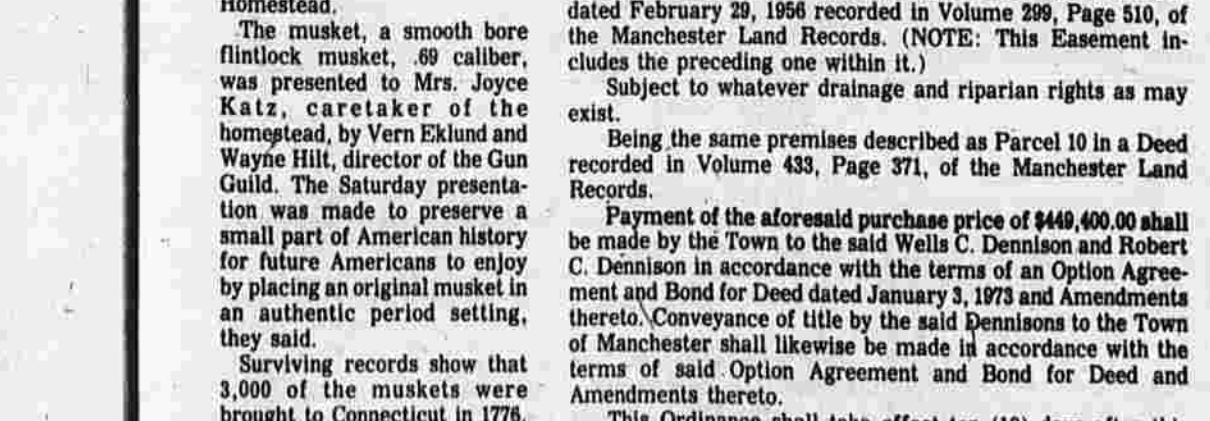 Homestead.
The musket, a smooth bore
flintlock musket, .69 caliber,
was presented to Mrs. Joyce
Katz, caretaker of the
homestead, by Vern Eklund and
Wayne Hilt, director of the Gun
Guild. The Saturday presenta-
tion was made to preserve a
small part of American history
for future Americans to enjoy
by placing an original musket in
an authentic period setting,
they said.
Surviving records show that
3,000 of the muskets were
brought to Connecticut in 1776.
dated February 29, 1956 recorded in Volume 299, Page 510, of
the Manchester Land Records. (NOTE: This Easement in-
cludes the preceding one within it.)
Subject to whatever drainage and riparian rights as may
exist.
Being the same premises described as Parcel 10 in a Deed
recorded in Volume 433, Page 371, of the Manchester Land
Records.
Payment of the aforesaid purchase price of $449,400.00 shall
be made by the Town to the said Wells C. Dennison and Robert
C. Dennison in accordance with the terms of an Option Agree-
ment and Bond for Deed dated January 3, 1973 and Amendments
thereto. Conveyance of title by the said Dennisons to the Town
of Manchester shall likewise be made in accordance with the
terms of said Option Agreement and Bond for Deed and
Amendments thereto.
This Ordinance shall take effect ten (10) days after this